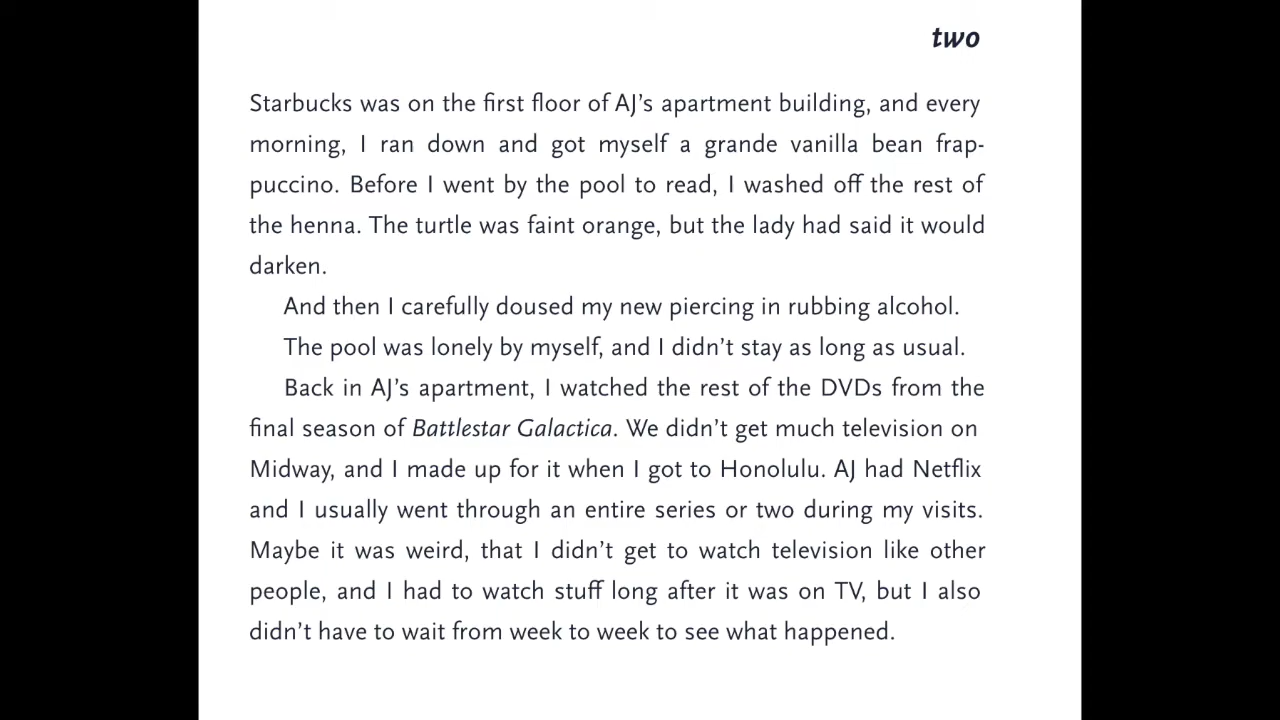 two
Starbucks was on the first floor of AJ's apartment building, and every
morning, I ran down and got myself a grande vanilla bean frap-
puccino. Before I went by the pool to read, I washed off the rest of
the henna. The turtle was faint orange, but the lady had said it would
darken.
And then I carefully doused my new piercing in rubbing alcohol.
The pool was lonely by myself, and I didn't stay as long as usual.
Back in AJ's apartment, I watched the rest of the DVDs from the
final season of Battlestar Galactica. We didn't get much television on
Midway, and I made up for it when I got to Honolulu. AJ had Netflix
and I usually went through an entire series or two during my visits.
Maybe it was weird, that I didn't get to watch television like other
people, and I had to watch stuff long after it was on TV, but I also
didn't have to wait from week to week to see what happened.